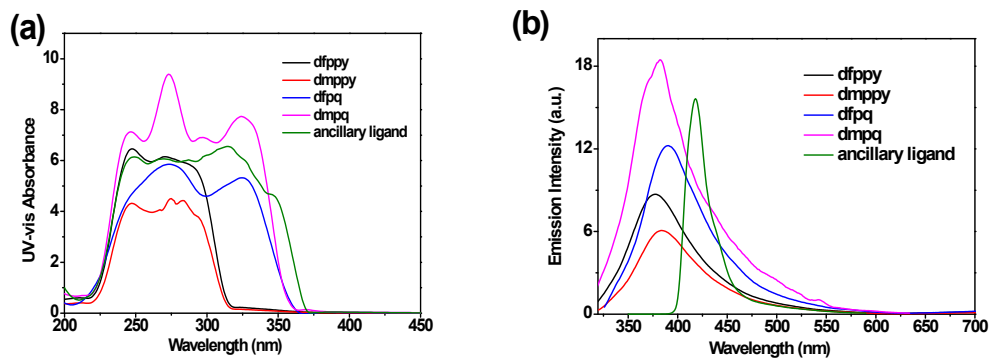 (a)
UV-vis Absorbance
10
8
6
4
2
0
dfppy
dmppy
dfpq
dmpq
ancillary ligand
200 250 300 350 400 450
Wavelength (nm)
(b)
Emission Intensity (a.u.)
18
12
6
0
dfppy
dmppy
dfpq
dmpq
ancillary ligand
350 400 450 500 550 600 650 700
Wavelength (nm)